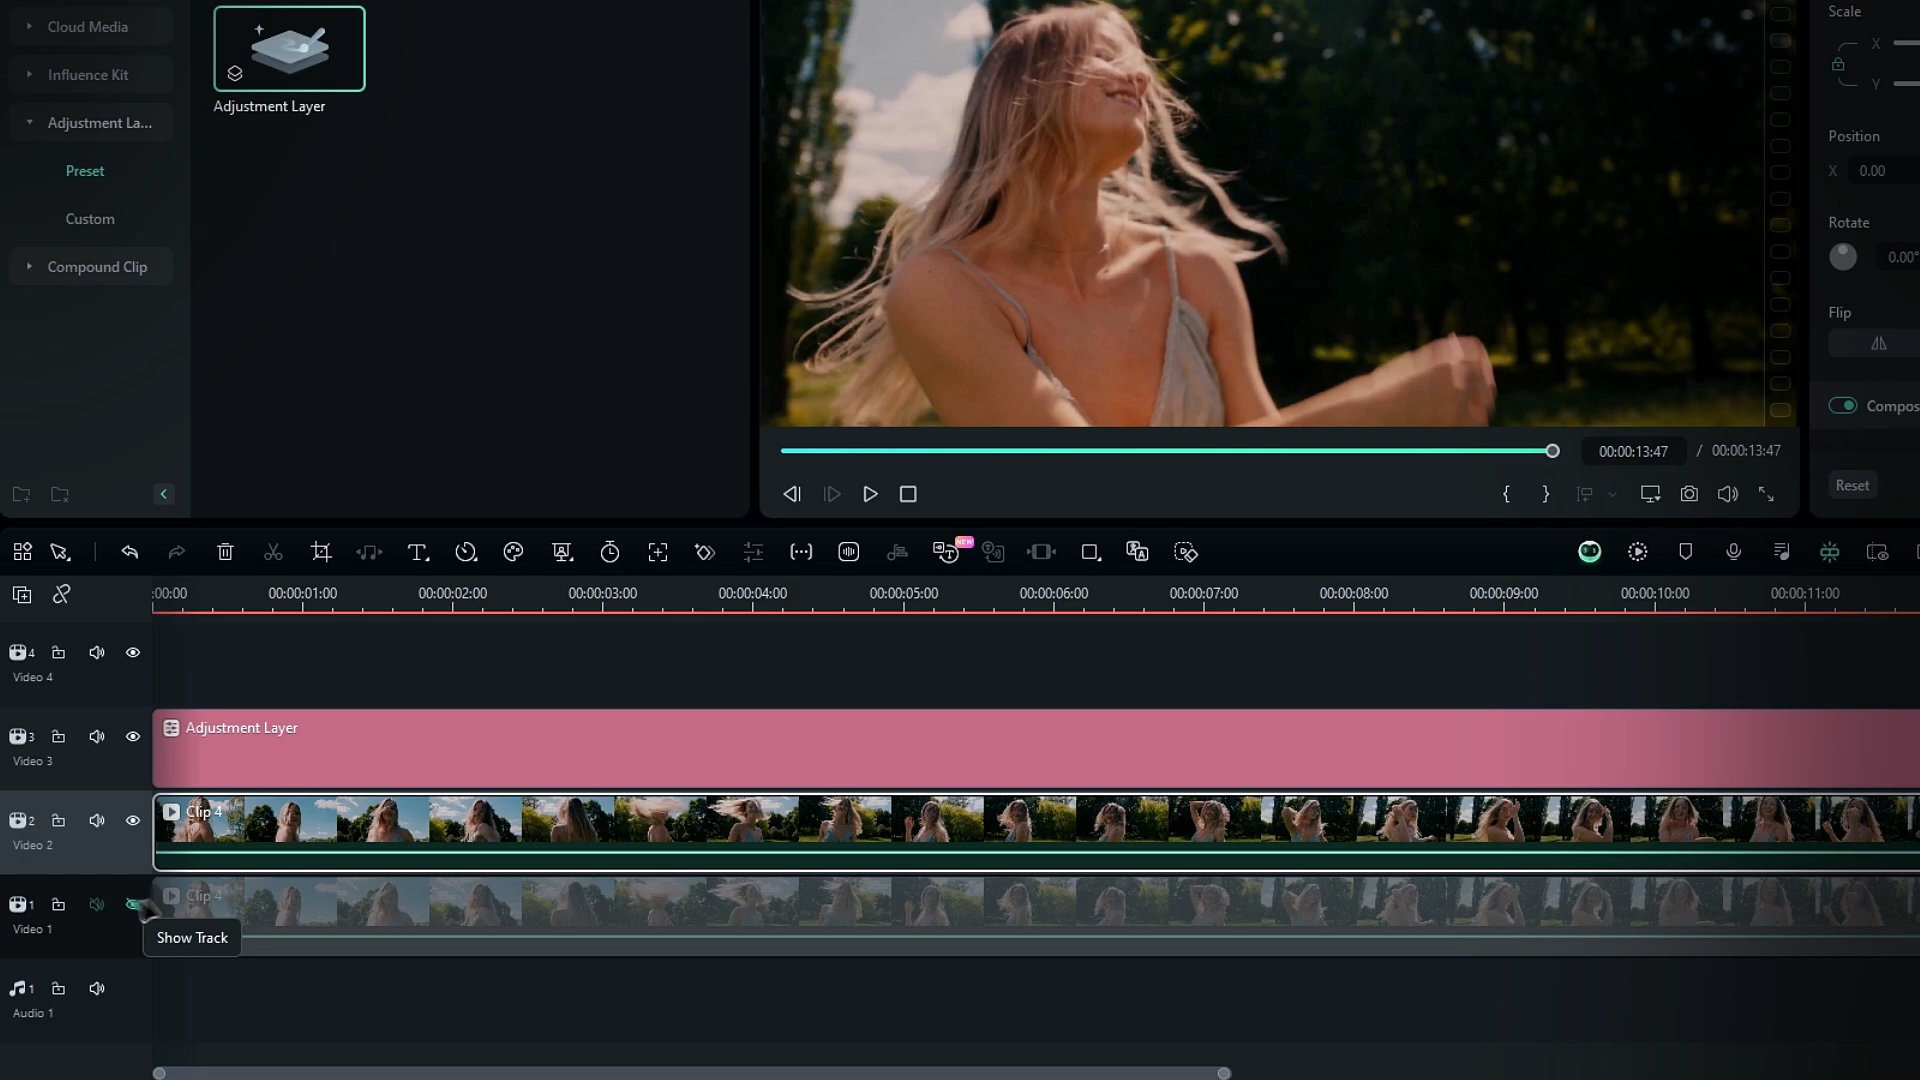 Cloud Media
Influence Kit
Adjustment La...
Preset
Custom
Compound Clip
Adjustment Layer
Scale
X
Y
Position
X 0.00
Rotate
0.00°
Flip
Compos
Reset
00:00:13:47 / 00:00:13:47
NEW
:00:00 00:00:01:00 00:00:02:00 00:00:03:00 00:00:04:00 00:00:05:00 00:00:06:00 00:00:07:00 00:00:08:00 00:00:09:00 00:00:10:00 00:00:11:00
4
Video 4
3
Video 3
Adjustment Layer
2
Video 2
Clip 4
1
Video 1
Clip 4
Show Track
1
Audio 1